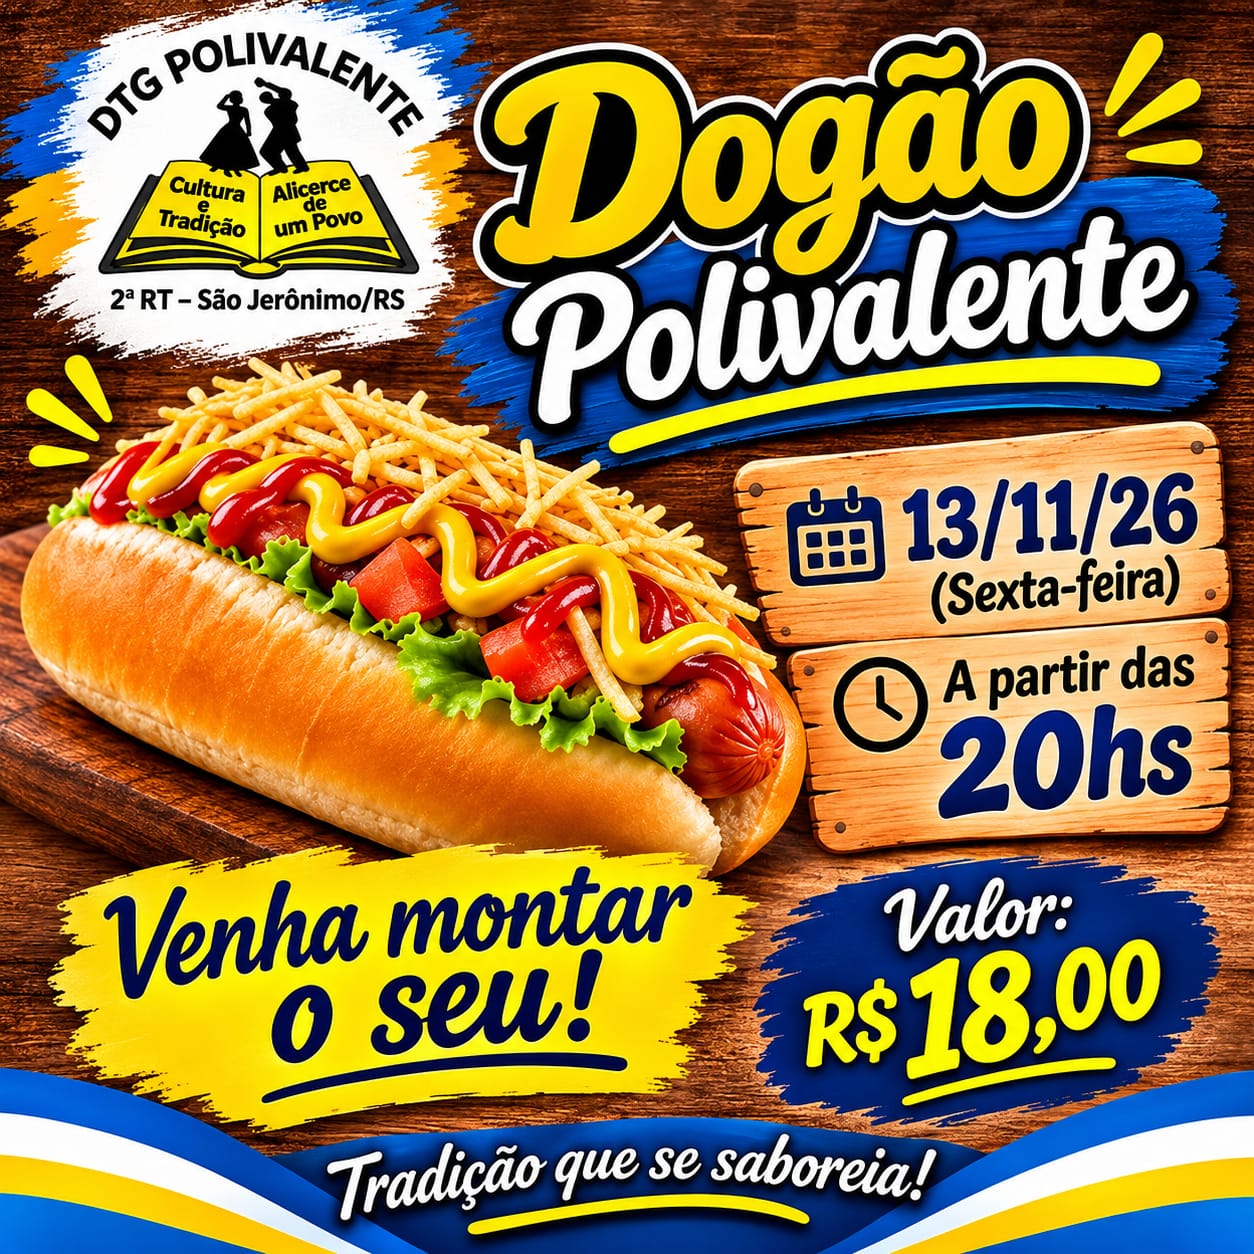 DTG POLIVALENTE
Cultura
e
Tradição
Alicerce
de
um Povo
2ª RT – São Jerônimo/RS
Dogão
Polivalente
13/11/26
(Sexta-feira)
A partir das
20hs
Venha montar
o seu!
Valor:
R$ 18,00
Tradição que se saboreia!